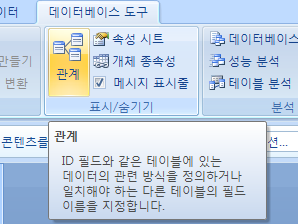 이터
데이터베이스 도구
만들기
변환
관계
속성 시트
개체 종속성
메시지 표시줄
표시/숨기기
데이터베이스
성능 분석
테이블 분석
분석
콘텐츠를
션...
관계
ID 필드와 같은 테이블에 있는
데이터의 관련 방식을 정의하거나
일치해야 하는 다른 테이블의 필드
이름을 지정합니다.